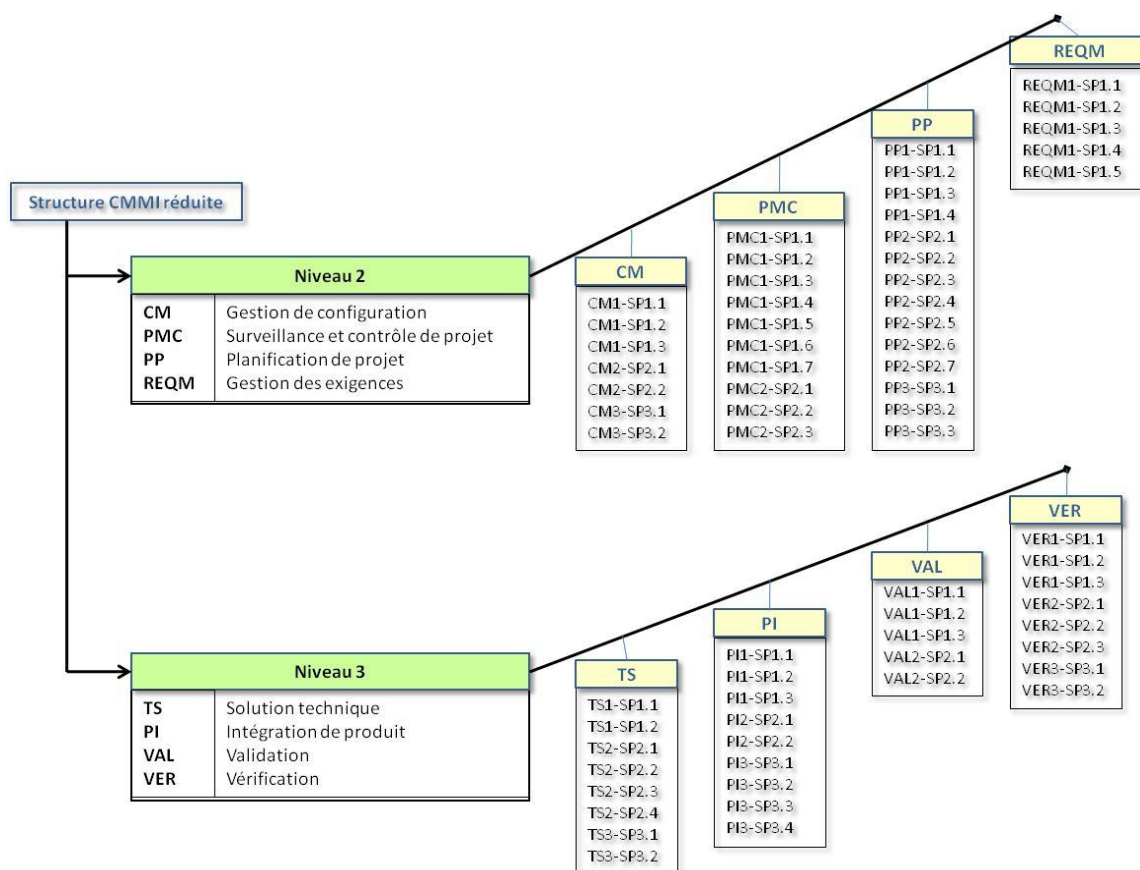 Structure CMMI réduite
Niveau 2
CM Gestion de configuration
PMC Surveillance et contrôle de projet
PP Planification de projet
REQM Gestion des exigences
CM
CM1-SP1.1
CM1-SP1.2
CM1-SP1.3
CM2-SP2.1
CM2-SP2.2
CM3-SP3.1
CM3-SP3.2
PMC
PMC1-SP1.1
PMC1-SP1.2
PMC1-SP1.3
PMC1-SP1.4
PMC1-SP1.5
PMC1-SP1.6
PMC1-SP1.7
PMC2-SP2.1
PMC2-SP2.2
PMC2-SP2.3
PP
PP1-SP1.1
PP1-SP1.2
PP1-SP1.3
PP1-SP1.4
PP2-SP2.1
PP2-SP2.2
PP2-SP2.3
PP2-SP2.4
PP2-SP2.5
PP2-SP2.6
PP2-SP2.7
PP3-SP3.1
PP3-SP3.2
PP3-SP3.3
REQM
REQM1-SP1.1
REQM1-SP1.2
REQM1-SP1.3
REQM1-SP1.4
REQM1-SP1.5
Niveau 3
TS Solution technique
PI Intégration de produit
VAL Validation
VER Vérification
TS
TS1-SP1.1
TS1-SP1.2
TS2-SP2.1
TS2-SP2.2
TS2-SP2.3
TS2-SP2.4
TS3-SP3.1
TS3-SP3.2
PI
PI1-SP1.1
PI1-SP1.2
PI1-SP1.3
PI2-SP2.1
PI2-SP2.2
PI3-SP3.1
PI3-SP3.2
PI3-SP3.3
PI3-SP3.4
VAL
VAL1-SP1.1
VAL1-SP1.2
VAL1-SP1.3
VAL2-SP2.1
VAL2-SP2.2
VER
VER1-SP1.1
VER1-SP1.2
VER1-SP1.3
VER2-SP2.1
VER2-SP2.2
VER2-SP2.3
VER3-SP3.1
VER3-SP3.2